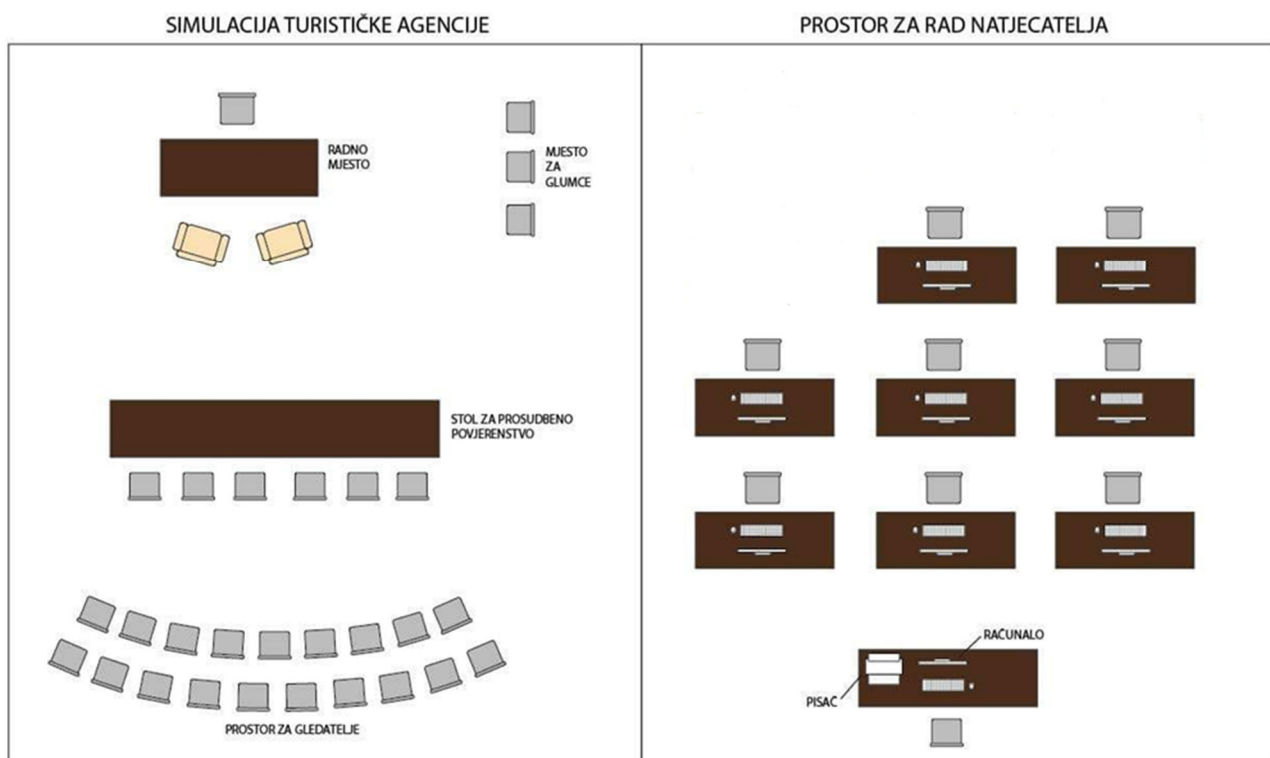 SIMULACIJA TURISTIČKE AGENCIJE
PROSTOR ZA RAD NATJECATELJA
RADNO
MJESTO
MJESTO
ZA
GLUMCE
STOL ZA PROSUDBENO
POVJERENSTVO
PROSTOR ZA GLEDATELJE
RAČUNALO
PISAČ